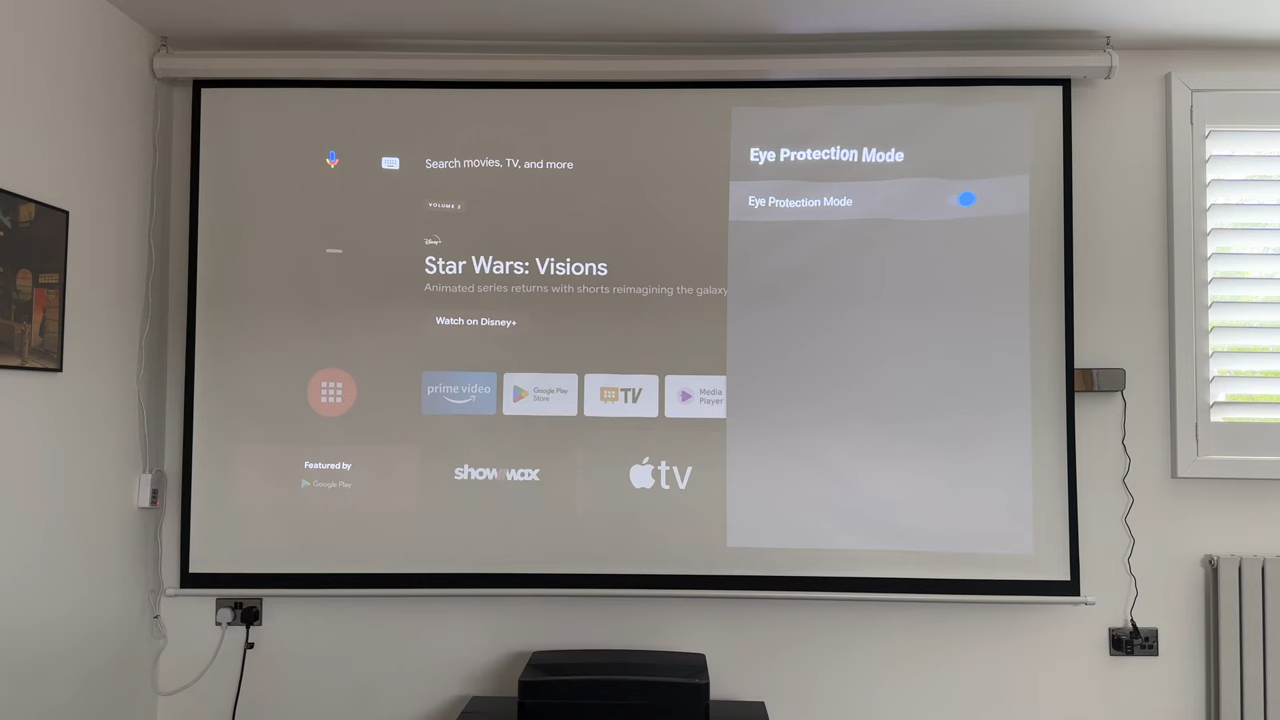 Search movies, TV, and more
VOLUME 2
Disney+
Star Wars: Visions
Animated series returns with shorts reimagining the galaxy
Watch on Disney+
prime video
Google Play
Store
TV
Media
Player
Featured by
Google Play
showmax
tv
Eye Protection Mode
Eye Protection Mode